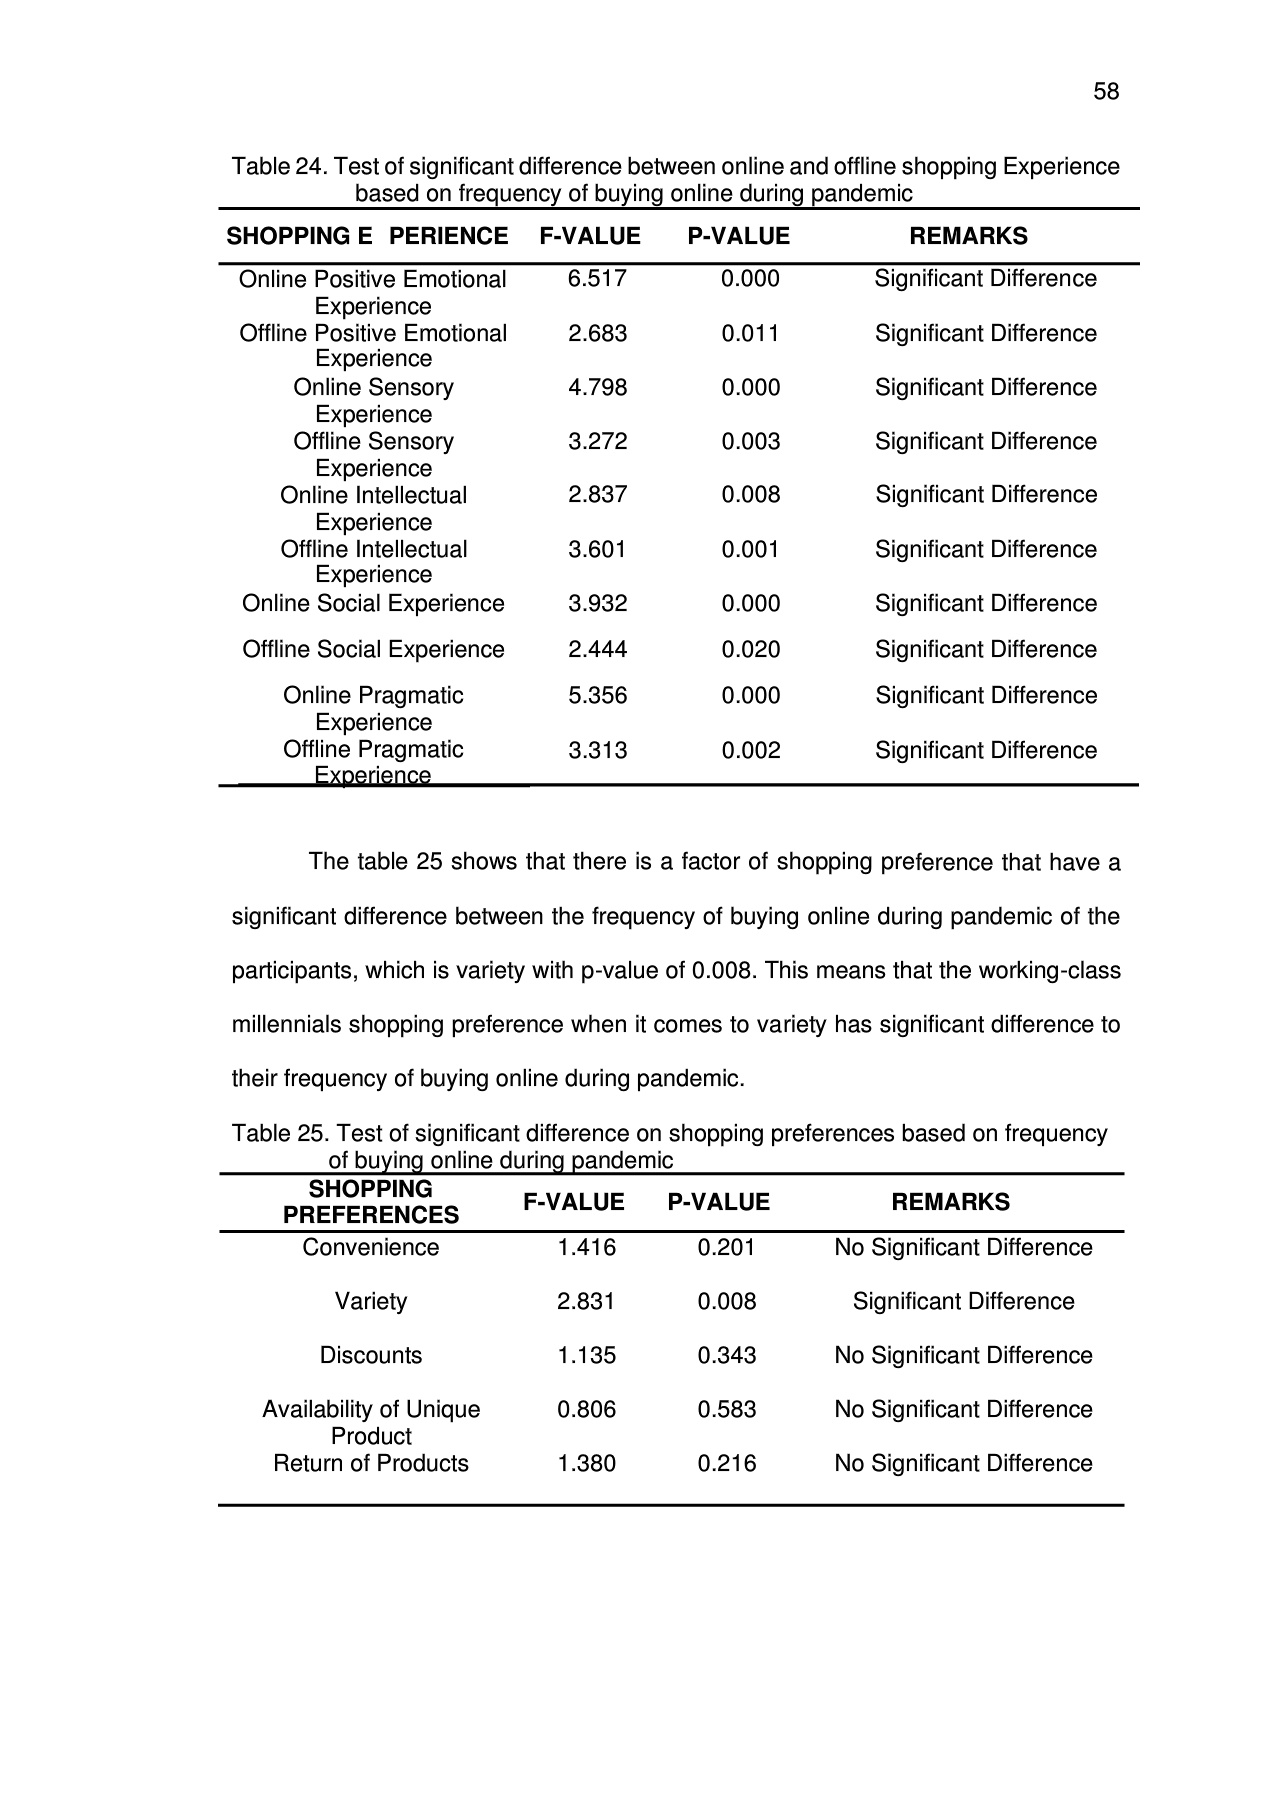 58
Table 24. Test of significant difference between online and offline shopping Experience
based on frequency of buying online during pandemic
SHOPPING E PERIENCE F-VALUE P-VALUE REMARKS
Online Positive Emotional 6.517 0.000 Significant Difference
Experience
Offline Positive Emotional 2.683 0.011 Significant Difference
Experience
Online Sensory 4.798 0.000 Significant Difference
Experience
Offline Sensory 3.272 0.003 Significant Difference
Experience
Online Intellectual 2.837 0.008 Significant Difference
Experience
Offline Intellectual 3.601 0.001 Significant Difference
Experience
Online Social Experience 3.932 0.000 Significant Difference
Offline Social Experience 2.444 0.020 Significant Difference
Online Pragmatic 5.356 0.000 Significant Difference
Experience
Offline Pragmatic 3.313 0.002 Significant Difference
Experience
The table 25 shows that there is a factor of shopping preference that have a
significant difference between the frequency of buying online during pandemic of the
participants, which is variety with p-value of 0.008. This means that the working-class
millennials shopping preference when it comes to variety has significant difference to
their frequency of buying online during pandemic.
Table 25. Test of significant difference on shopping preferences based on frequency
of buying online during pandemic
SHOPPING
PREFERENCES F-VALUE P-VALUE REMARKS
Convenience 1.416 0.201 No Significant Difference
Variety 2.831 0.008 Significant Difference
Discounts 1.135 0.343 No Significant Difference
Availability of Unique 0.806 0.583 No Significant Difference
Product
Return of Products 1.380 0.216 No Significant Difference